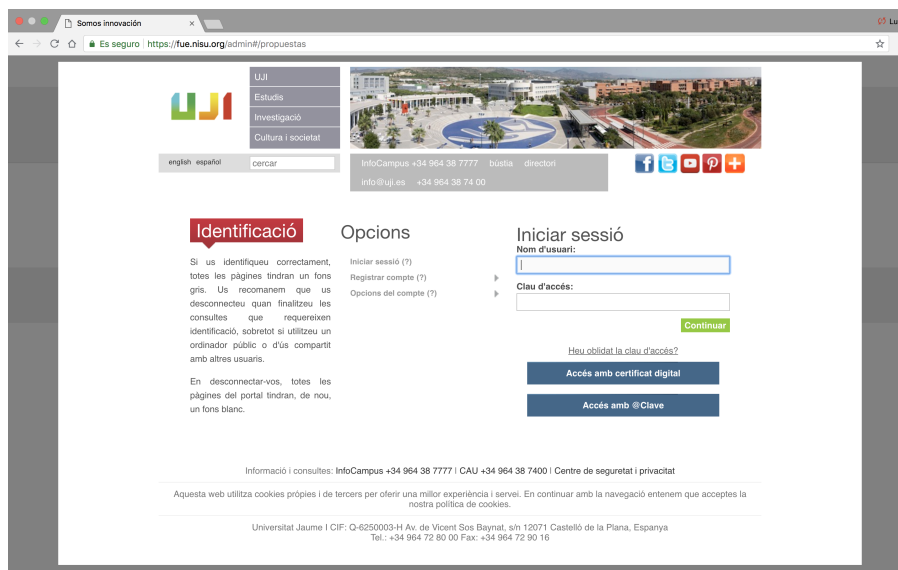 Somos innovación
Lu
Es seguro | https://fue.nisu.org/admin#/propuestas
UJI
UJI
Estudis
Investigació
Cultura i societat
english español cercar
InfoCampus +34 964 38 7777 bústia directori
info@uji.es +34 964 38 74 00
Identificació
Si us identifiqueu correctament,
totes les pàgines tindran un fons
gris. Us recomanem que us
desconnecteu quan finalitzeu les
consultes que requereixen
identificació, sobretot si utilitzeu un
ordinador públic o d'ús compartit
amb altres usuaris.
En desconnectar-vos, totes les
pàgines del portal tindran, de nou,
un fons blanc.
Opcions
Iniciar sessió (?)
Registrar compte (?)
Opcions del compte (?)
Iniciar sessió
Nom d'usuari:
Clau d'accés:
Continuar
Heu oblidat la clau d'accés?
Accés amb certificat digital
Accés amb @Clave
Informació i consultes: InfoCampus +34 964 38 7777 | CAU +34 964 38 7400 | Centre de seguretat i privacitat
Aquesta web utilitza cookies pròpies i de tercers per oferir una millor experiència i servei. En continuar amb la navegació entenem que acceptes la
nostra política de cookies.
Universitat Jaume I CIF: Q-6250003-H Av. de Vicent Sos Baynat, s/n 12071 Castelló de la Plana, Espanya
Tel.: +34 964 72 80 00 Fax: +34 964 72 90 16